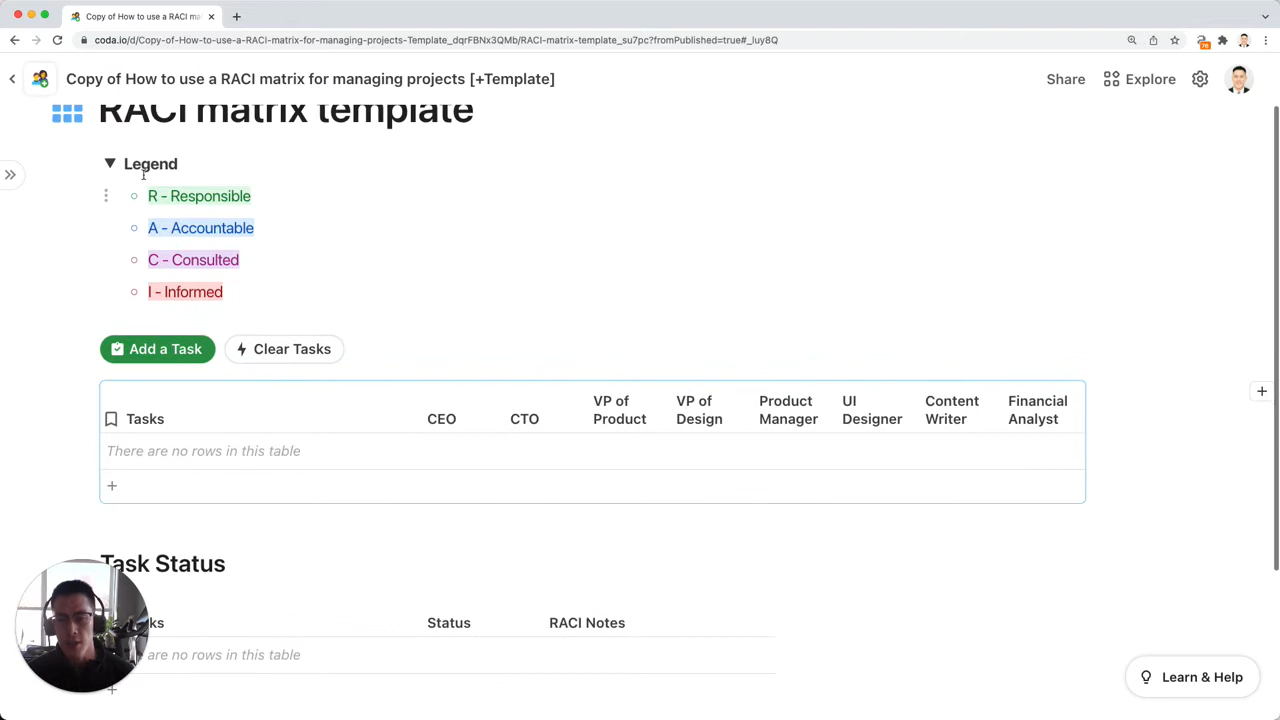 Copy of How to use a RACI ma
coda.io/d/Copy-of-How-to-use-a-RACI-matrix-for-managing-projects-Template_dqrFBNx3QMb/RACI-matrix-template_su7pc?fromPublished=true#_luy8Q
76
Copy of How to use a RACI matrix for managing projects [+Template]
Share
Explore
RACI matrix template
Legend
R - Responsible
A - Accountable
C - Consulted
I - Informed
Add a Task
Clear Tasks
Tasks CEO CTO VP of Product VP of Design Product Manager UI Designer Content Writer Financial Analyst
There are no rows in this table
Task Status
ks Status RACI Notes
are no rows in this table
Learn & Help